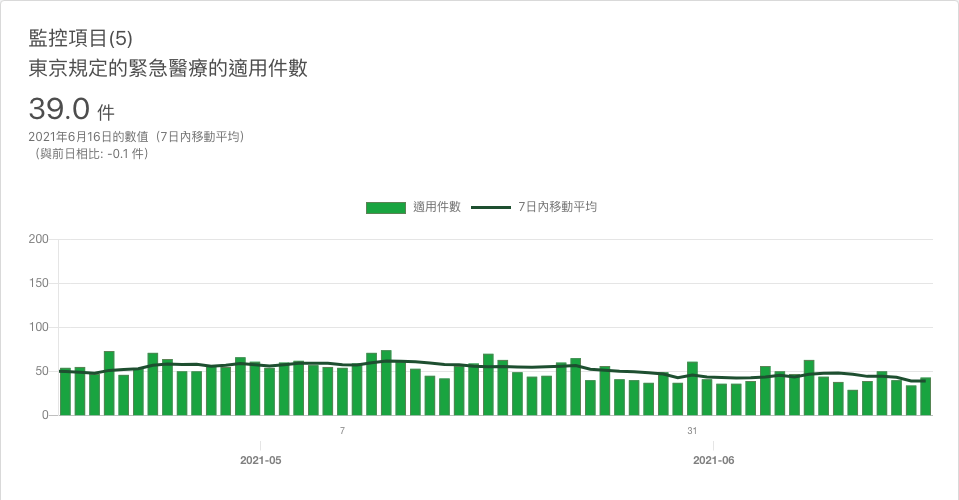 監控項目(5)
東京規定的緊急醫療的適用件數
39.0 件
2021年6月16日的數值（7日內移動平均）
（與前日相比: -0.1 件）
適用件數 7日內移動平均
200
150
100
50
0
7 31
2021-05 2021-06